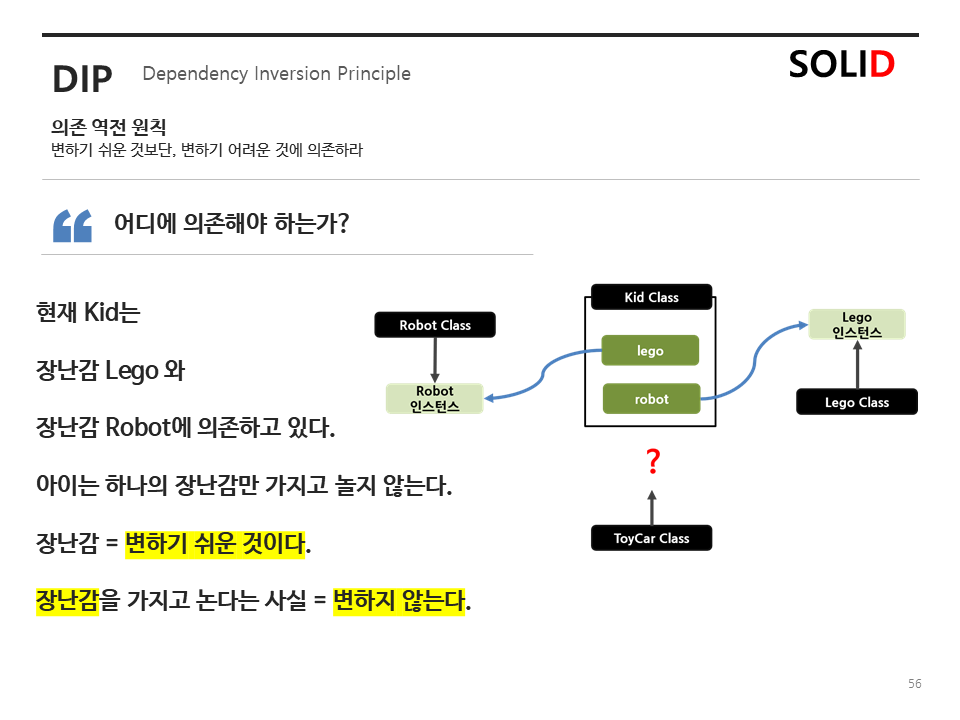 DIP
Dependency Inversion Principle
SOLID
의존 역전 원칙
변하기 쉬운 것보단, 변하기 어려운 것에 의존하라
어디에 의존해야 하는가?
현재 Kid는
장난감 Lego 와
장난감 Robot에 의존하고 있다.
아이는 하나의 장난감만 가지고 놀지 않는다.
장난감 = 변하기 쉬운 것이다.
장난감을 가지고 논다는 사실 = 변하지 않는다.
Robot Class
Robot
인스턴스
Kid Class
lego
robot
Lego
인스턴스
Lego Class
?
ToyCar Class
56